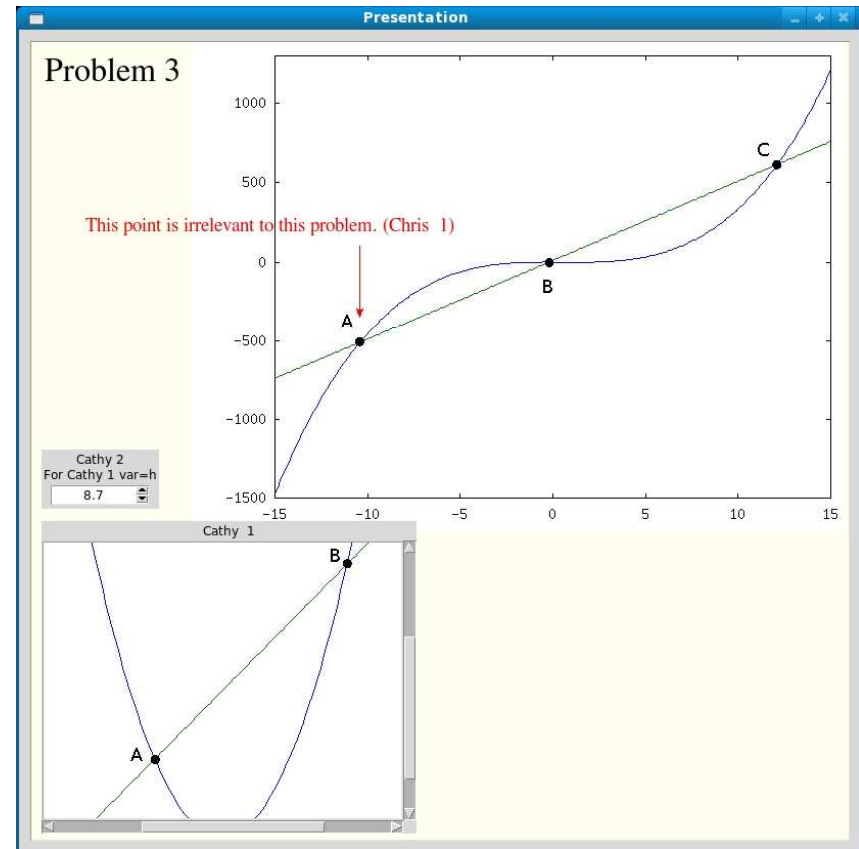 Presentation
Problem 3
1000
500
0
-500
-1000
-1500
-15
-10
-5
0
5
10
15
C
This point is irrelevant to this problem. (Chris 1)
B
A
Cathy 2
For Cathy 1 var=h
8.7
Cathy 1
B
A